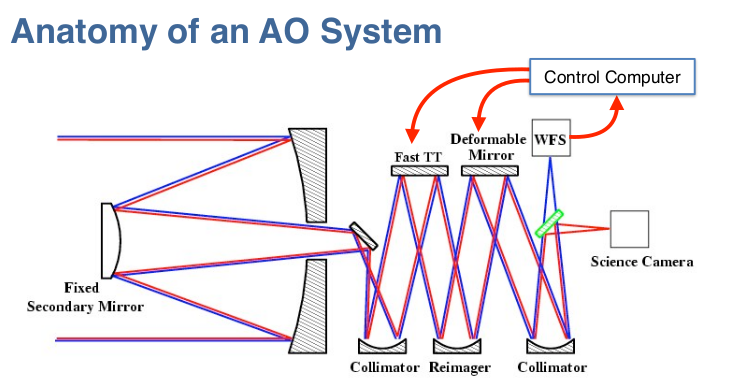 Anatomy of an AO System
Control Computer
Deformable
Mirror
WFS
Fast TT
Science Camera
Fixed
Secondary Mirror
Collimator
Reimager
Collimator